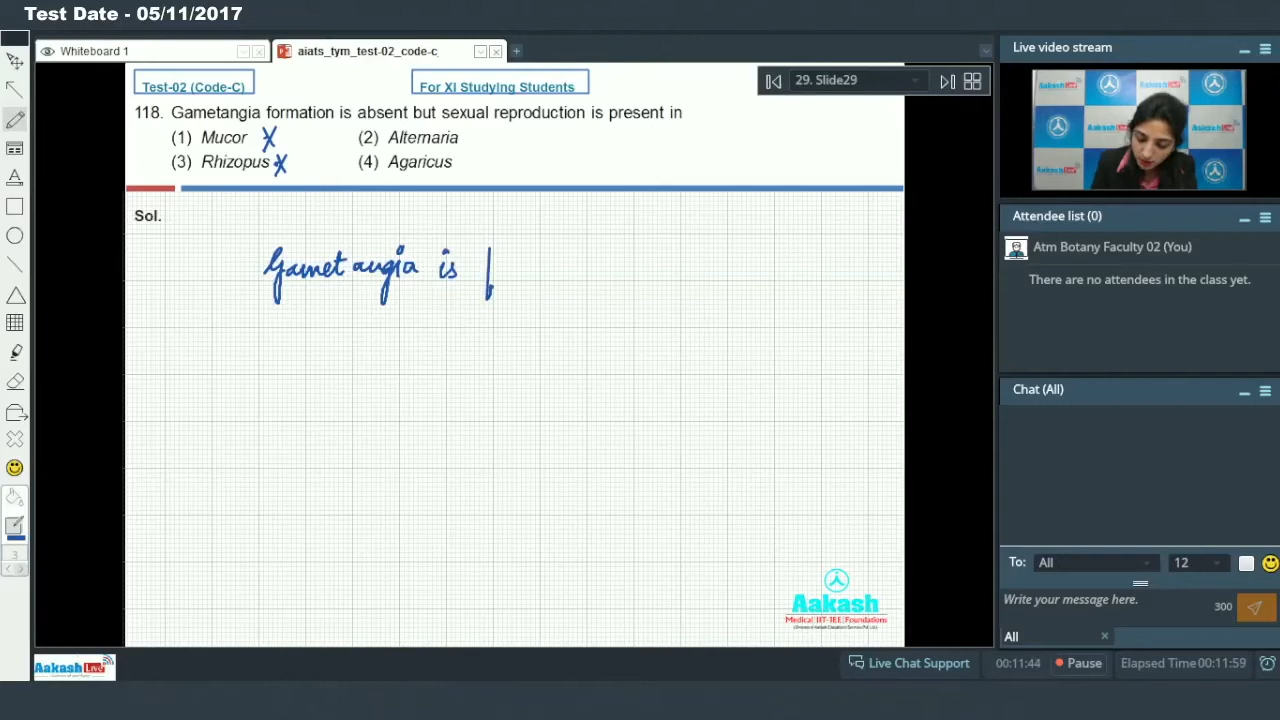 Test Date - 05/11/2017
Whiteboard 1
aiats_tym_test-02_code-c
Test-02 (Code-C)
For XI Studying Students
29. Slide29
118. Gametangia formation is absent but sexual reproduction is present in
(1) Mucor
(2) Alternaria
(3) Rhizopus
(4) Agaricus
Sol.
Gametangia is
Aakash
Medical|IIT-JEE|Foundations
Live video stream
Attendee list (0)
Atm Botany Faculty 02 (You)
There are no attendees in the class yet.
Chat (All)
To: All 12
Write your message here.
300
All
3
Aakash Live
Live Chat Support
00:11:44
Pause
Elapsed Time 00:11:59